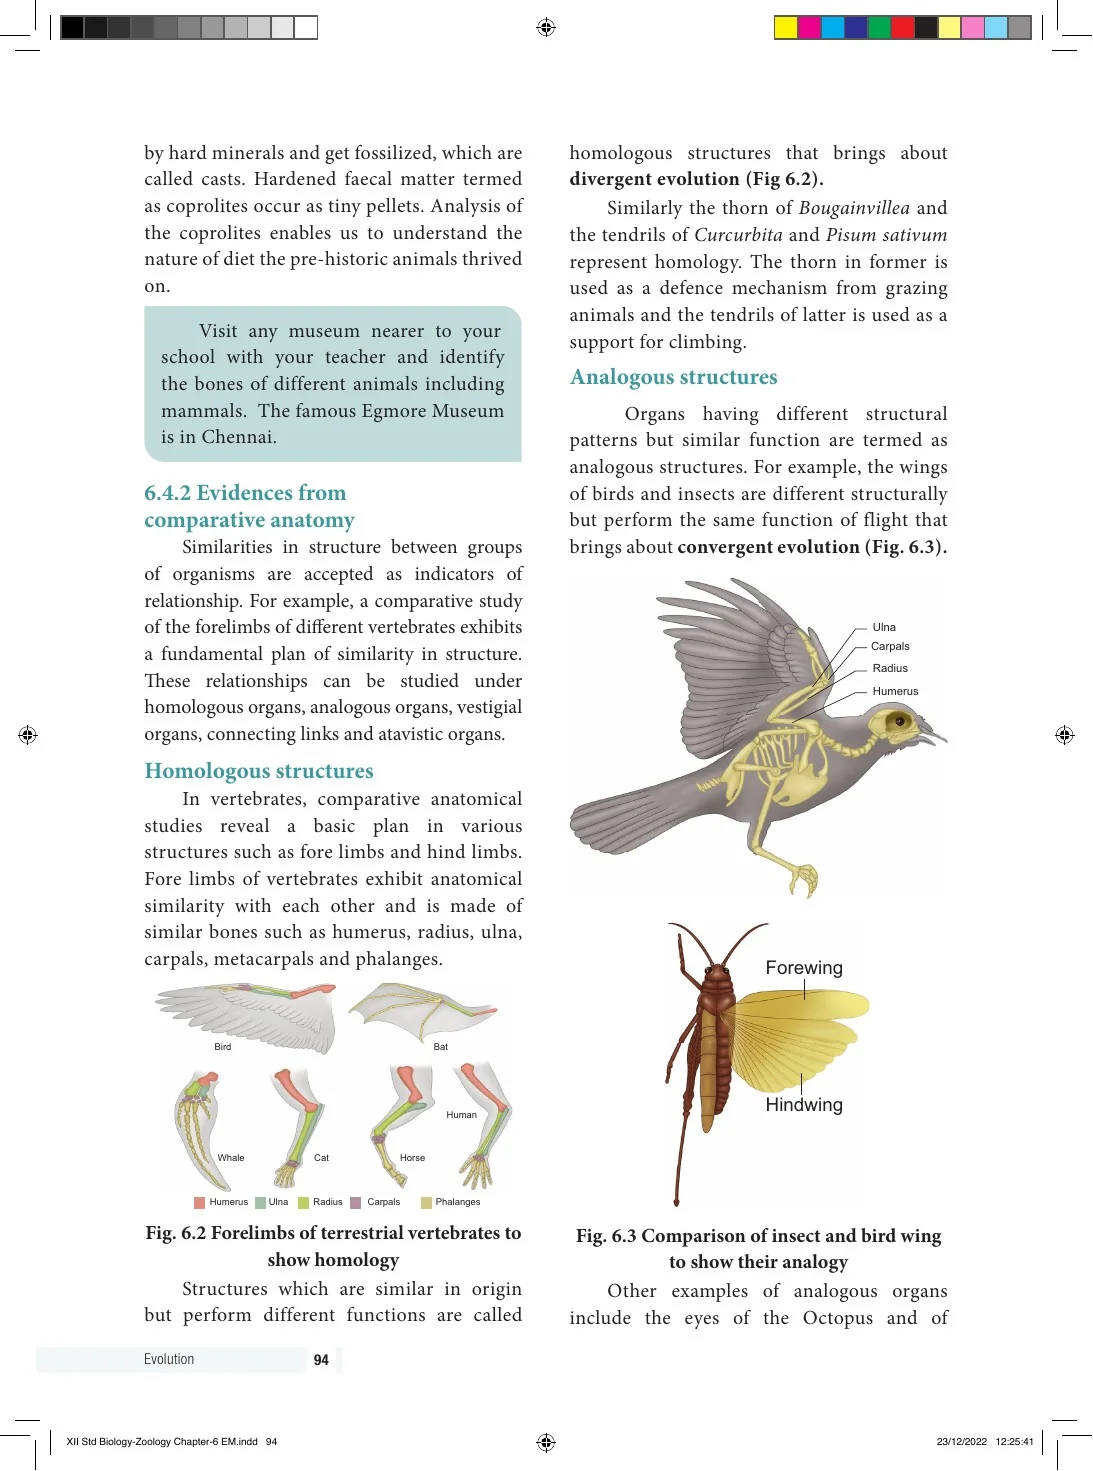 by hard minerals and get fossilized, which are
called casts. Hardened faecal matter termed
as coprolites occur as tiny pellets. Analysis of
the coprolites enables us to understand the
nature of diet the pre-historic animals thrived
on.
Visit any museum nearer to your
school with your teacher and identify
the bones of different animals including
mammals. The famous Egmore Museum
is in Chennai.
6.4.2 Evidences from
comparative anatomy
Similarities in structure between groups
of organisms are accepted as indicators of
relationship. For example, a comparative study
of the forelimbs of different vertebrates exhibits
a fundamental plan of similarity in structure.
These relationships can be studied under
homologous organs, analogous organs, vestigial
organs, connecting links and atavistic organs.
Homologous structures
In vertebrates, comparative anatomical
studies reveal a basic plan in various
structures such as fore limbs and hind limbs.
Fore limbs of vertebrates exhibit anatomical
similarity with each other and is made of
similar bones such as humerus, radius, ulna,
carpals, metacarpals and phalanges.
Bird
Bat
Human
Whale
Cat
Horse
Humerus
Ulna
Radius
Carpals
Phalanges
Fig. 6.2 Forelimbs of terrestrial vertebrates to
show homology
Structures which are similar in origin
but perform different functions are called
homologous structures that brings about
divergent evolution (Fig 6.2).
Similarly the thorn of Bougainvillea and
the tendrils of Curcurbita and Pisum sativum
represent homology. The thorn in former is
used as a defence mechanism from grazing
animals and the tendrils of latter is used as a
support for climbing.
Analogous structures
Organs having different structural
patterns but similar function are termed as
analogous structures. For example, the wings
of birds and insects are different structurally
but perform the same function of flight that
brings about convergent evolution (Fig. 6.3).
Ulna
Carpals
Radius
Humerus
Forewing
Hindwing
Fig. 6.3 Comparison of insect and bird wing
to show their analogy
Other examples of analogous organs
include the eyes of the Octopus and of
Evolution
94
XII Std Biology-Zoology Chapter-6 EM.indd 94
23/12/2022 12:25:41